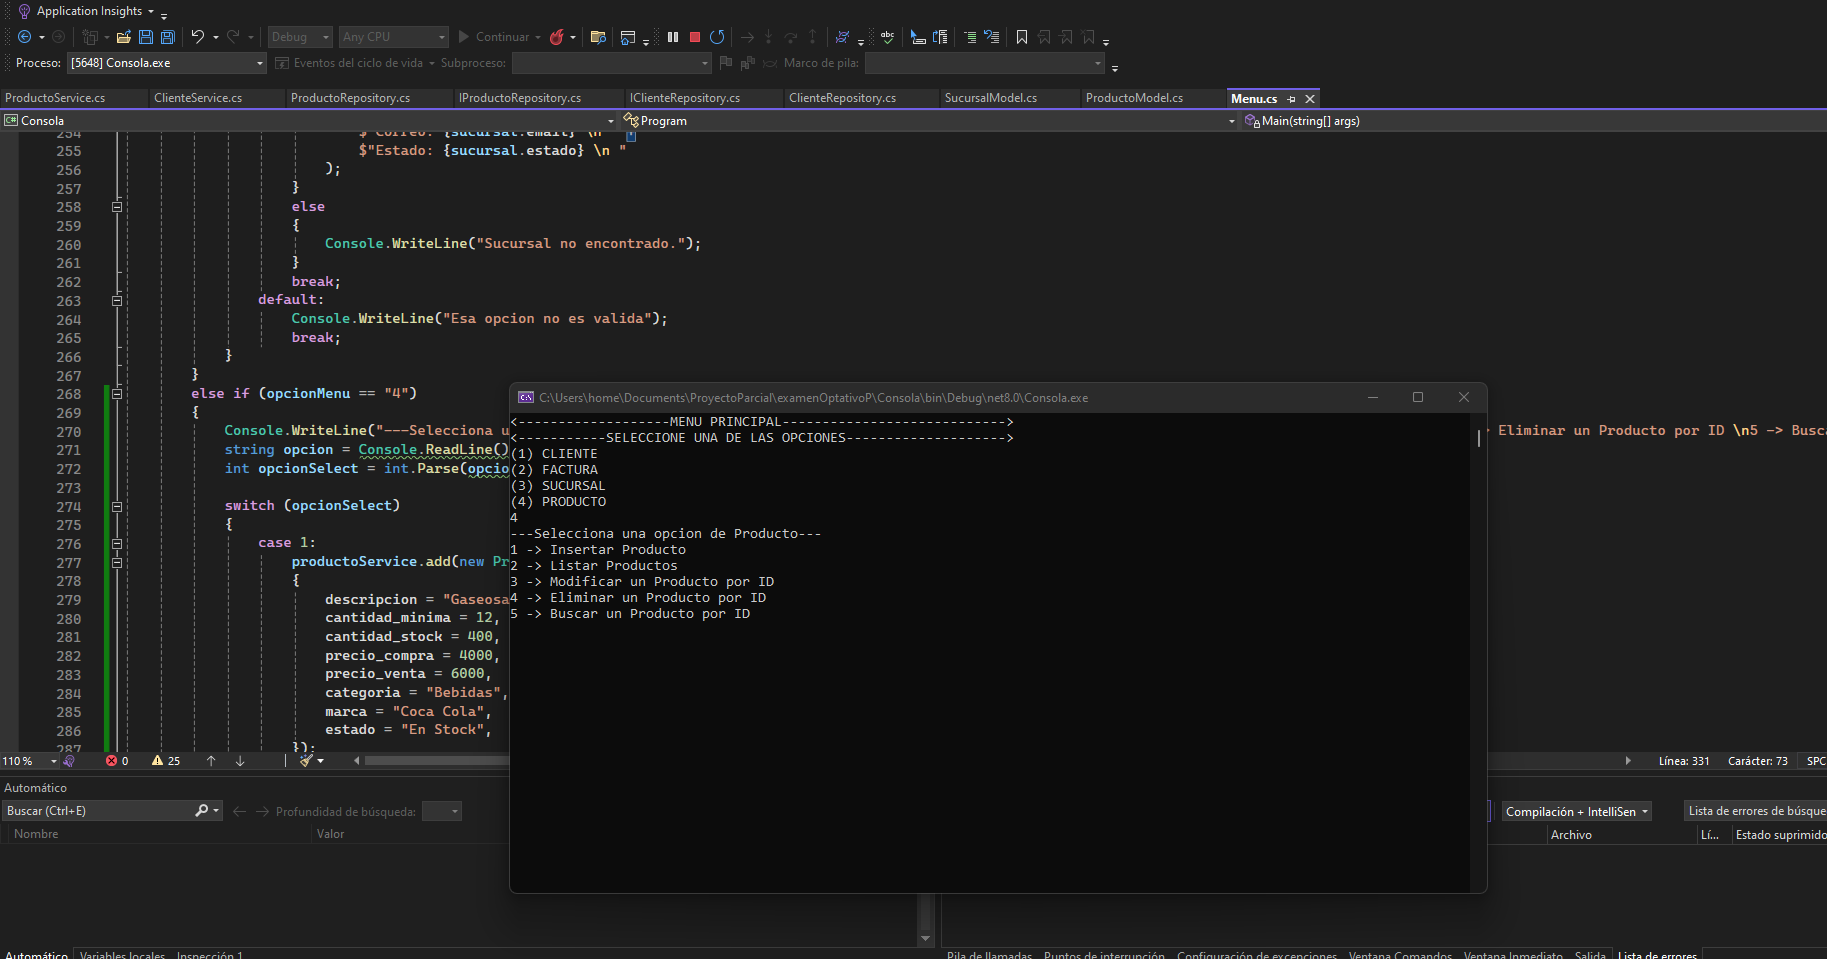 Application Insights
Debug Any CPU Continuar
Proceso: [5648] Consola.exe Eventos del ciclo de vida Subproceso: Marco de pila:
ProductoService.cs ClienteService.cs ProductoRepository.cs IProductoRepository.cs IClienteRepository.cs ClienteRepository.cs SucursalModel.cs ProductoModel.cs Menu.cs
Consola Program Main(string[] args)
254 $"Correo: {sucursal.email} \n "
255 $"Estado: {sucursal.estado} \n "
256 );
257 }
258 else
259 {
260 Console.WriteLine("Sucursal no encontrado.");
261 }
262 break;
263 default:
264 Console.WriteLine("Esa opcion no es valida");
265 break;
266 }
267 }
268 else if (opcionMenu == "4")
269 {
270 Console.WriteLine("---Selecciona u
271 string opcion = Console.ReadLine()
272 int opcionSelect = int.Parse(opcio
273
274 switch (opcionSelect)
275 {
276 case 1:
277 productoService.add(new Pr
278 {
279 descripcion = "Gaseosa
280 cantidad_minima = 12,
281 cantidad_stock = 400,
282 precio_compra = 4000,
283 precio_venta = 6000,
284 categoria = "Bebidas",
285 marca = "Coca Cola",
286 estado = "En Stock",
287 });
> Eliminar un Producto por ID \n5 -> Busca
C:\Users\home\Documents\ProyectoParcial\examenOptativoP\Consola\bin\Debug\net8.0\Consola.exe
<-------------------MENU PRINCIPAL---------------------------->
<-----------SELECCIONE UNA DE LAS OPCIONES-------------------->
(1) CLIENTE
(2) FACTURA
(3) SUCURSAL
(4) PRODUCTO
4
---Selecciona una opcion de Producto---
1 -> Insertar Producto
2 -> Listar Productos
3 -> Modificar un Producto por ID
4 -> Eliminar un Producto por ID
5 -> Buscar un Producto por ID
110 % 0 25 Línea: 331 Carácter: 73 SPC
Automático
Buscar (Ctrl+E) Profundidad de búsqueda:
Nombre Valor
Compilación + IntelliSen Lista de errores de búsque
Archivo Lí... Estado suprimido
Automático Variables locales Inspección 1
Pila de llamadas Puntos de interrupción Configuración de excepciones Ventana Comandos Ventana Inmediato Salida Lista de errores